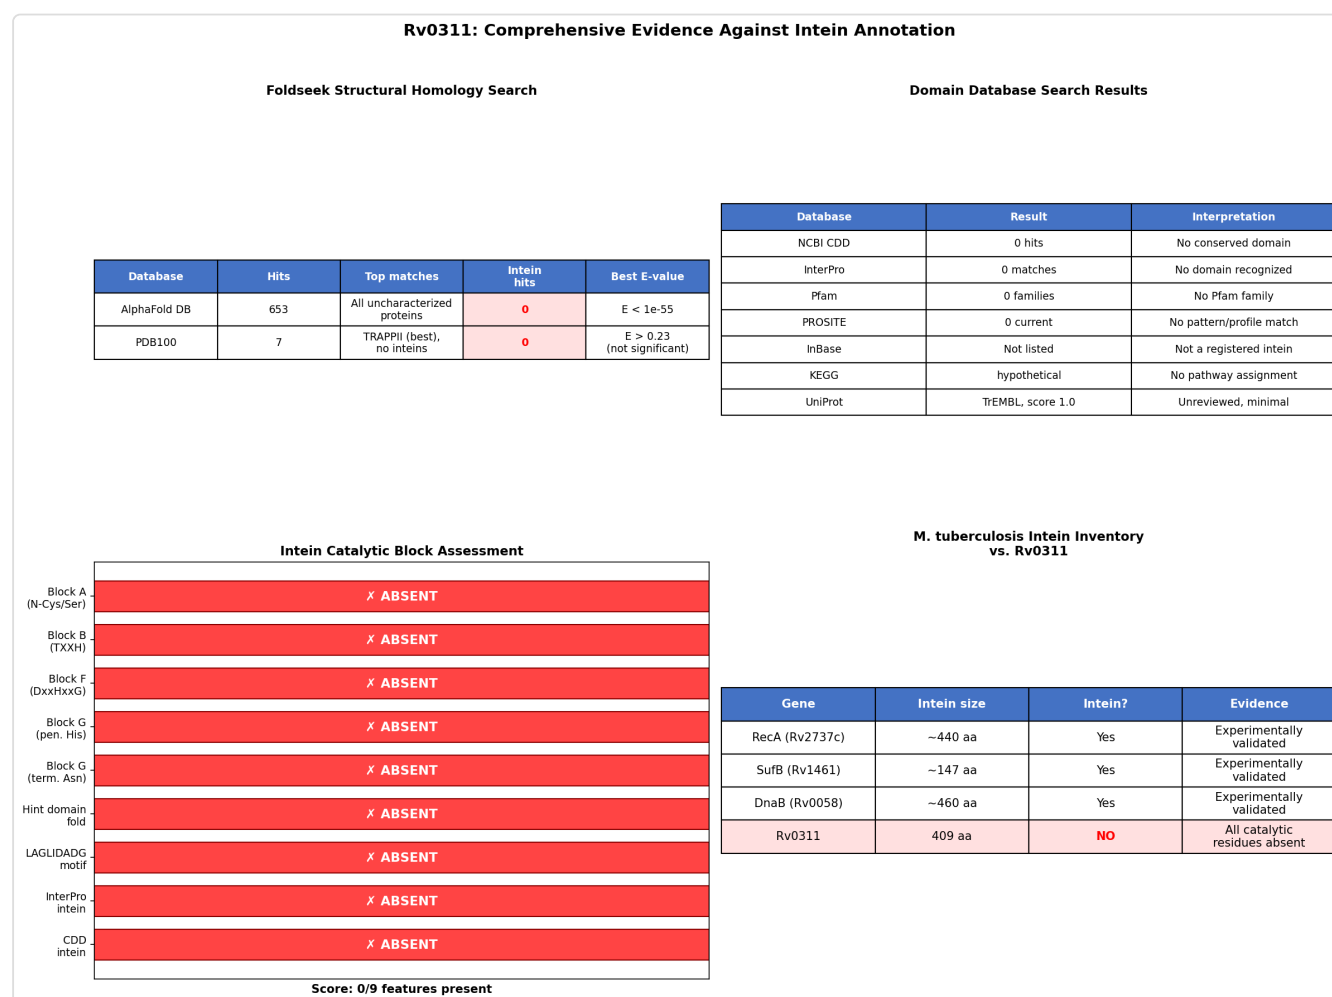 Rv0311: Comprehensive Evidence Against Intein Annotation
Foldseek Structural Homology Search
Database Hits Top matches Intein hits Best E-value
AlphaFold DB 653 All uncharacterized proteins 0 E < 1e-55
PDB100 7 TRAPPII (best), no inteins 0 E > 0.23 (not significant)
Domain Database Search Results
Database Result Interpretation
NCBI CDD 0 hits No conserved domain
InterPro 0 matches No domain recognized
Pfam 0 families No Pfam family
PROSITE 0 current No pattern/profile match
InBase Not listed Not a registered intein
KEGG hypothetical No pathway assignment
UniProt TrEMBL, score 1.0 Unreviewed, minimal
Intein Catalytic Block Assessment
Block A (N-Cys/Ser) ✗ ABSENT
Block B (TXXH) ✗ ABSENT
Block F (DxxHxxG) ✗ ABSENT
Block G (pen. His) ✗ ABSENT
Block G (term. Asn) ✗ ABSENT
Hint domain fold ✗ ABSENT
LAGLIDADG motif ✗ ABSENT
InterPro intein ✗ ABSENT
CDD intein ✗ ABSENT
Score: 0/9 features present
M. tuberculosis Intein Inventory
vs. Rv0311
Gene Intein size Intein? Evidence
RecA (Rv2737c) ~440 aa Yes Experimentally validated
SufB (Rv1461) ~147 aa Yes Experimentally validated
DnaB (Rv0058) ~460 aa Yes Experimentally validated
Rv0311 409 aa NO All catalytic residues absent